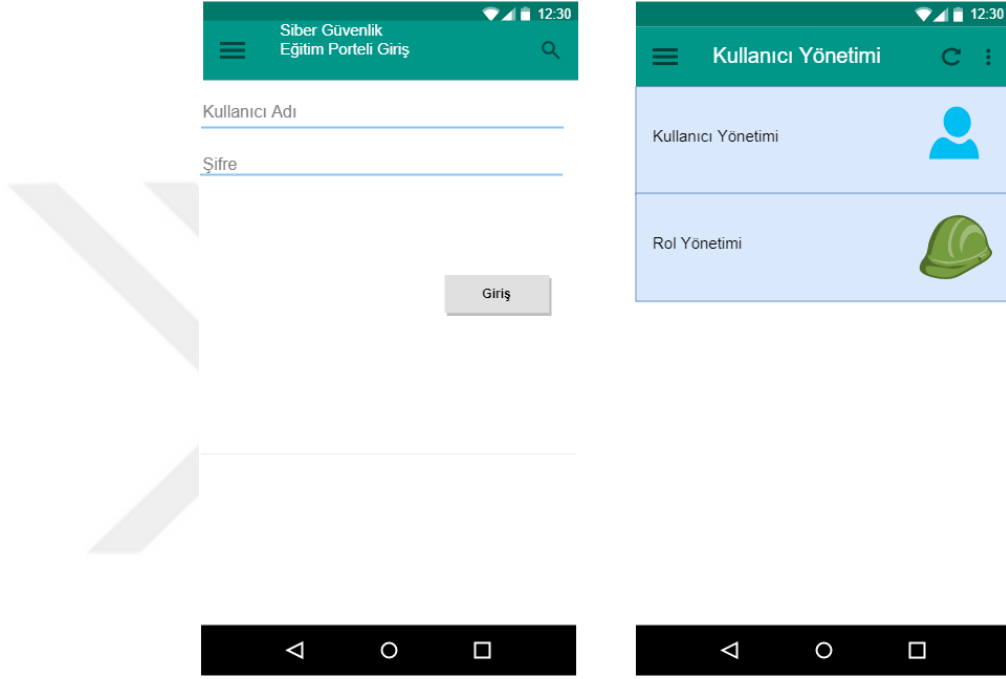 12:30
Siber Güvenlik
Eğitim Porteli Giriş
Kullanıcı Adı
Şifre
Giriş
12:30
Kullanıcı Yönetimi
Kullanıcı Yönetimi
Rol Yönetimi